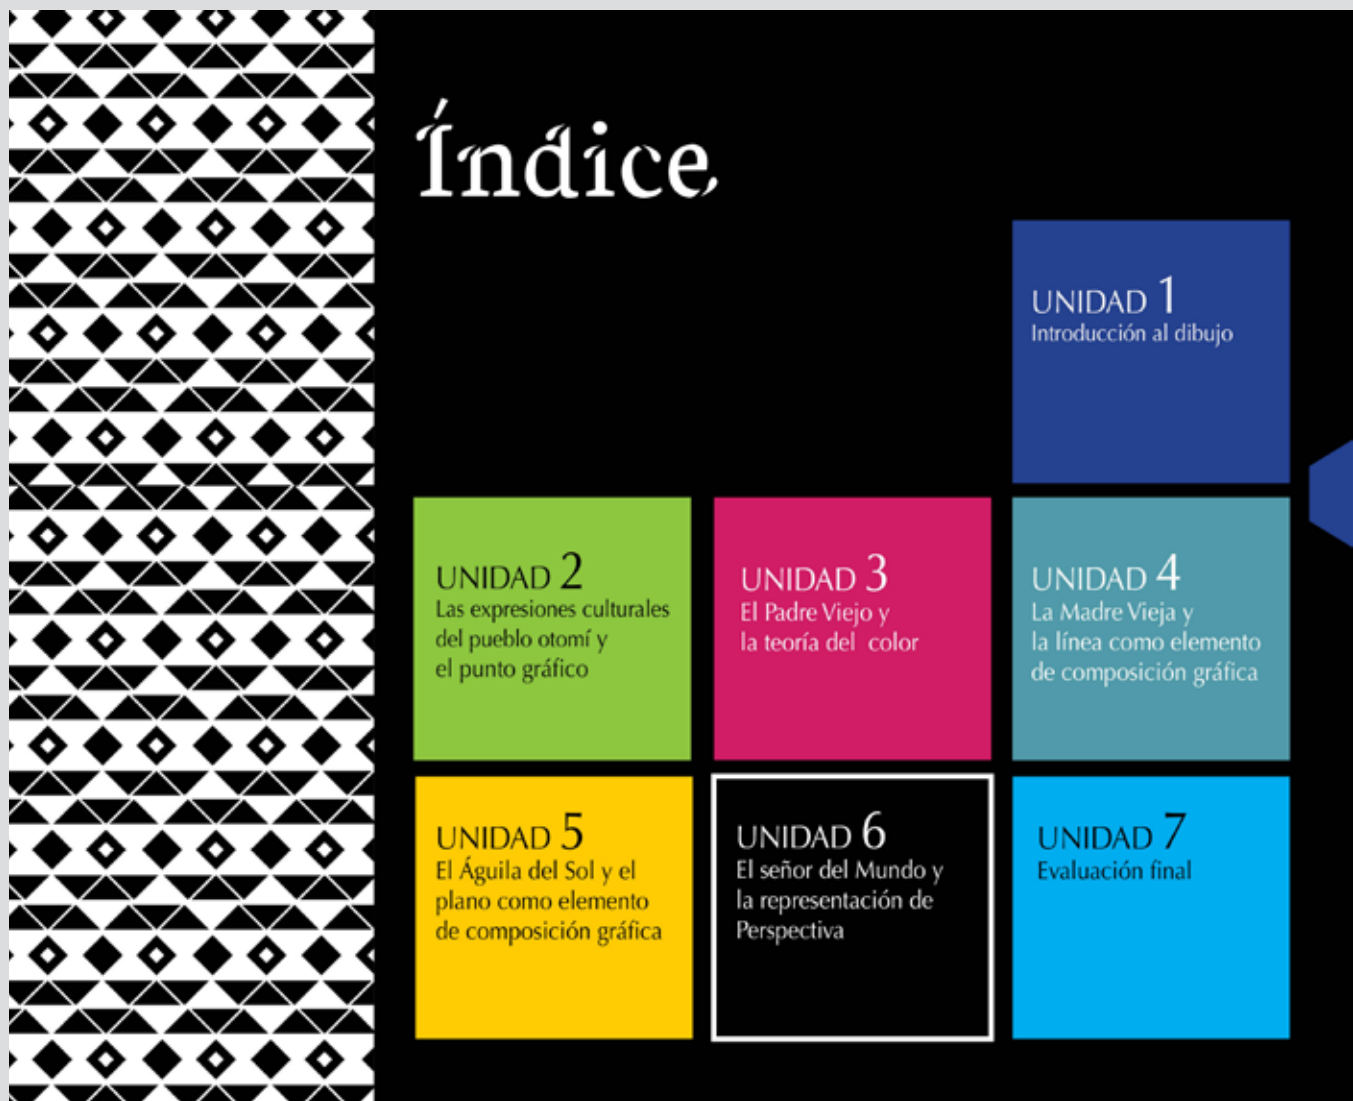 Índice
UNIDAD 1
Introducción al dibujo
UNIDAD 2
Las expresiones culturales
del pueblo otomí y
el punto gráfico
UNIDAD 3
El Padre Viejo y
la teoría del color
UNIDAD 4
La Madre Vieja y
la línea como elemento
de composición gráfica
UNIDAD 5
El Águila del Sol y el
plano como elemento
de composición gráfica
UNIDAD 6
El señor del Mundo y
la representación de
Perspectiva
UNIDAD 7
Evaluación final